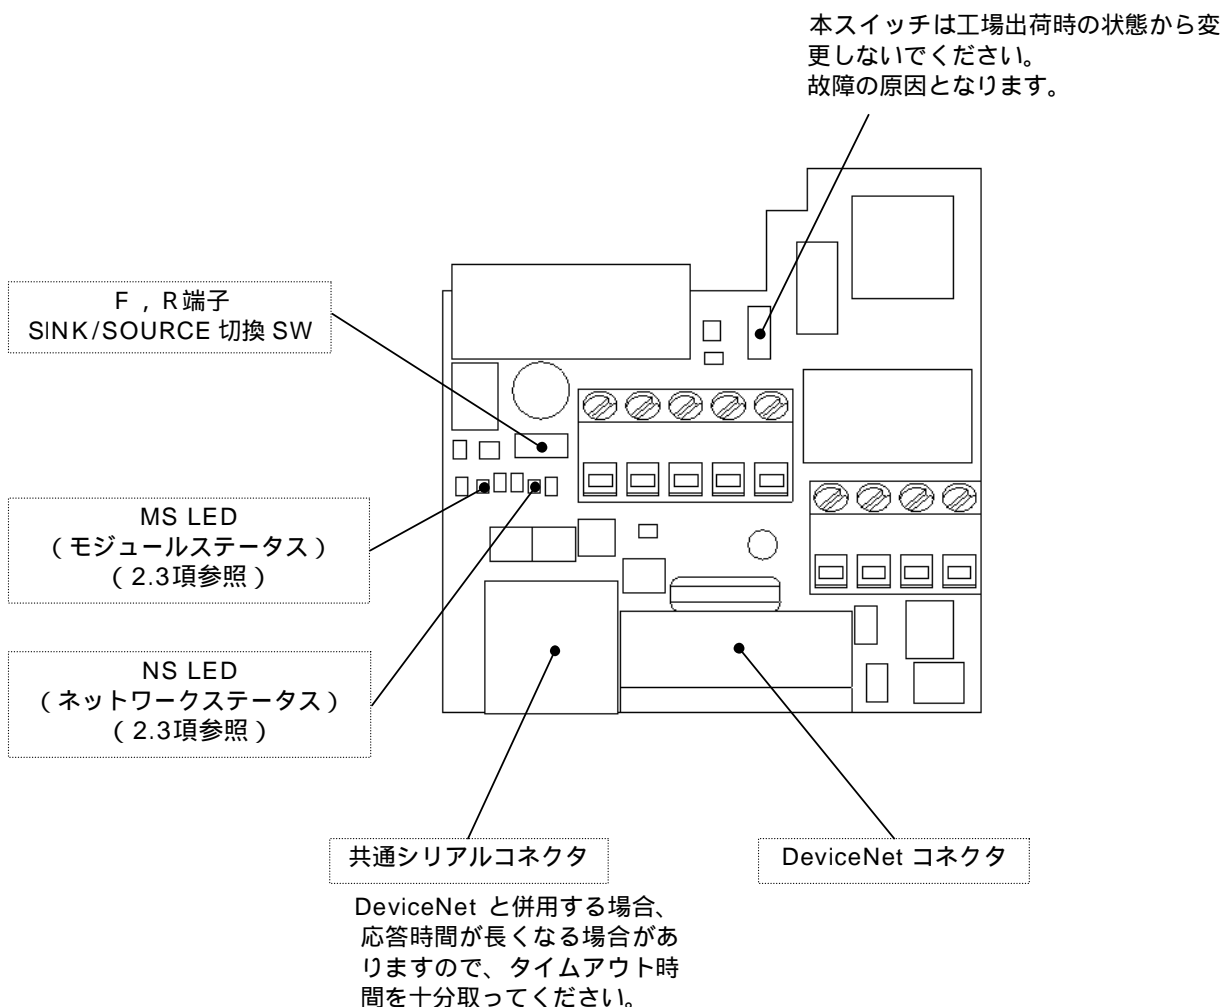 本スイッチは工場出荷時の状態から変
更しないでください。
故障の原因となります。
F , R端子
SINK/SOURCE 切換 SW
MS LED
(モジュールステータス)
(2.3項参照)
NS LED
(ネットワークステータス)
(2.3項参照)
共通シリアルコネクタ
DeviceNet と併用する場合、
応答時間が長くなる場合があ
りますので、タイムアウト時
間を十分取ってください。
DeviceNet コネクタ